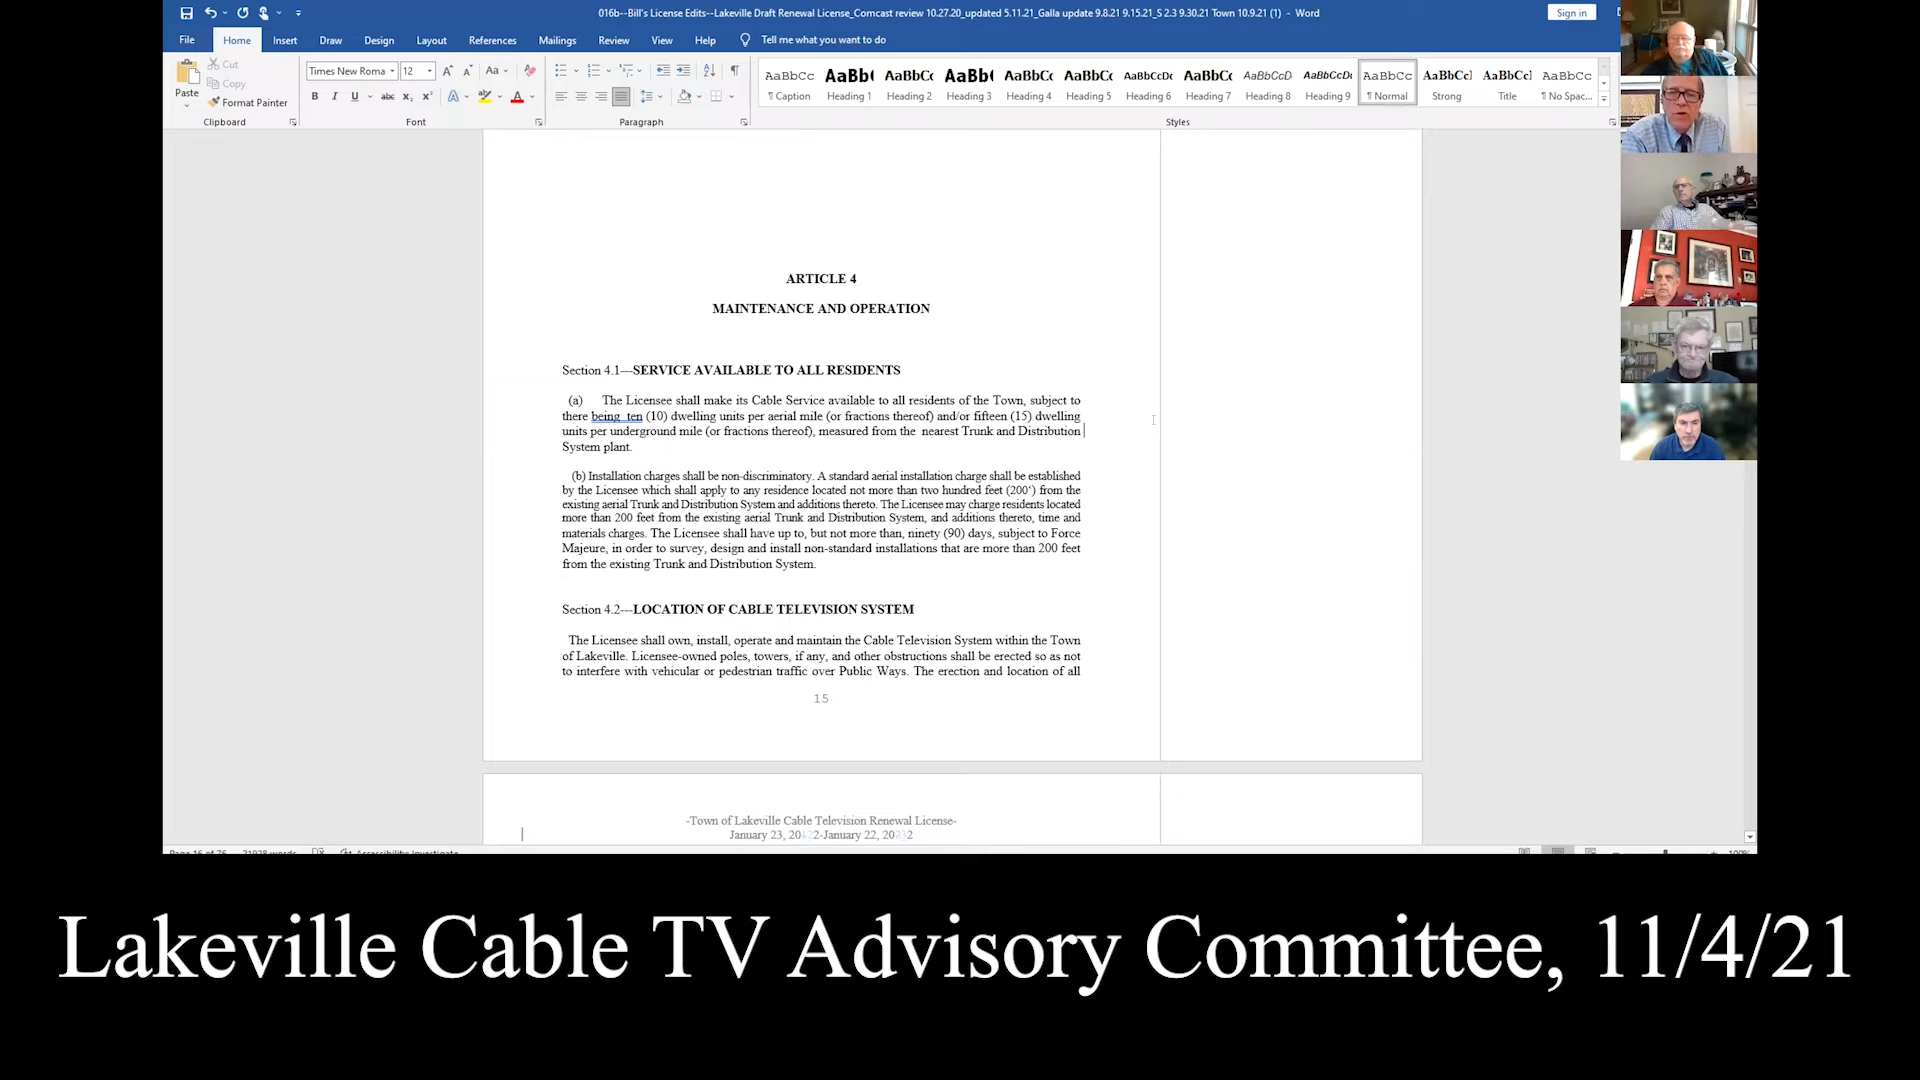 016b--Bill's License Edits--Lakeville Draft Renewal License_Comcast review 10.27.20_updated 5.11.21_Galla update 9.8.21 9.15.21_S 2.3 9.30.21 Town 10.9.21 (1) - Word
Sign in
File Home Insert Draw Design Layout References Mailings Review View Help Tell me what you want to do
Paste
Cut
Copy
Format Painter
Clipboard
Times New Roma 12
Font
Paragraph
AaBbCc AaBb( AaBbCc AaBb( AaBbCc AaBbCc AaBbCcDc AaBbCc AaBbCcD AaBbCcDc AaBbCc AaBbCcl AaBbCcl AaBbCc
¶ Caption Heading 1 Heading 2 Heading 3 Heading 4 Heading 5 Heading 6 Heading 7 Heading 8 Heading 9 ¶ Normal Strong Title ¶ No Spac...
Styles
ARTICLE 4
MAINTENANCE AND OPERATION
Section 4.1---SERVICE AVAILABLE TO ALL RESIDENTS
(a) The Licensee shall make its Cable Service available to all residents of the Town, subject to
there being ten (10) dwelling units per aerial mile (or fractions thereof) and/or fifteen (15) dwelling
units per underground mile (or fractions thereof), measured from the nearest Trunk and Distribution
System plant.
(b) Installation charges shall be non-discriminatory. A standard aerial installation charge shall be established
by the Licensee which shall apply to any residence located not more than two hundred feet (200') from the
existing aerial Trunk and Distribution System and additions thereto. The Licensee may charge residents located
more than 200 feet from the existing aerial Trunk and Distribution System, and additions thereto, time and
materials charges. The Licensee shall have up to, but not more than, ninety (90) days, subject to Force
Majeure, in order to survey, design and install non-standard installations that are more than 200 feet
from the existing Trunk and Distribution System.
Section 4.2---LOCATION OF CABLE TELEVISION SYSTEM
The Licensee shall own, install, operate and maintain the Cable Television System within the Town
of Lakeville. Licensee-owned poles, towers, if any, and other obstructions shall be erected so as not
to interfere with vehicular or pedestrian traffic over Public Ways. The erection and location of all
15
-Town of Lakeville Cable Television Renewal License-
January 23, 20122-January 22, 20232
Page 16 of 76 21938 words Accessibility: Investigate 100%
Lakeville Cable TV Advisory Committee, 11/4/21